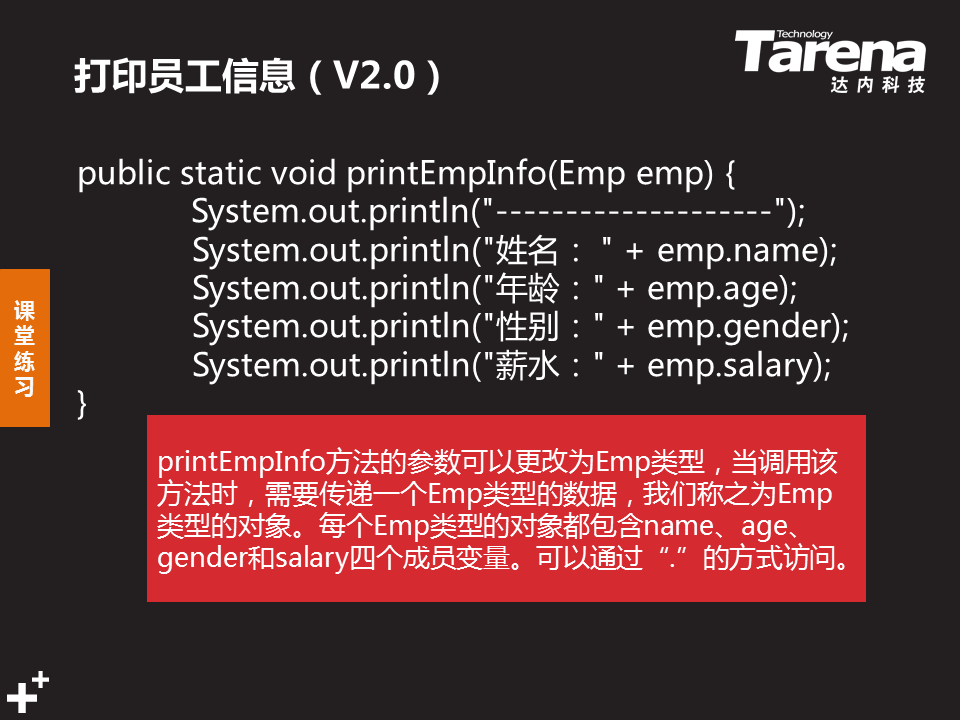 打印员工信息（V2.0）
Technology
Tarena
达内科技
public static void printEmpInfo(Emp emp) {
System.out.println("--------------------");
System.out.println("姓名： " + emp.name);
System.out.println("年龄：" + emp.age);
System.out.println("性别：" + emp.gender);
System.out.println("薪水：" + emp.salary);
}
课堂练习
printEmpInfo方法的参数可以更改为Emp类型，当调用该
方法时，需要传递一个Emp类型的数据，我们称之为Emp
类型的对象。每个Emp类型的对象都包含name、age、
gender和salary四个成员变量。可以通过“.”的方式访问。